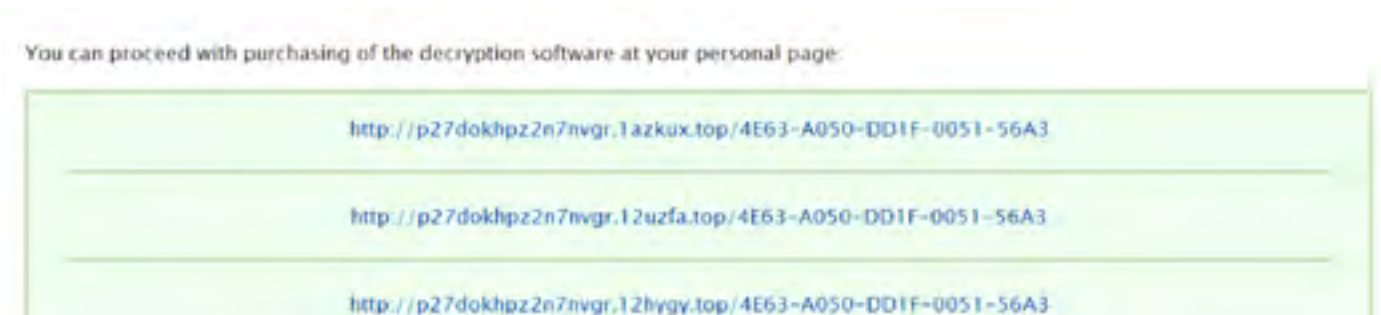 You can proceed with purchasing of the decryption software at your personal page:
http://p27dokhpz2n7nvgr.1azkux.top/4E63-A050-DD1F-0051-56A3
http://p27dokhpz2n7nvgr.12uzfa.top/4E63-A050-DD1F-0051-56A3
http://p27dokhpz2n7nvgr.12hygy.top/4E63-A050-DD1F-0051-56A3